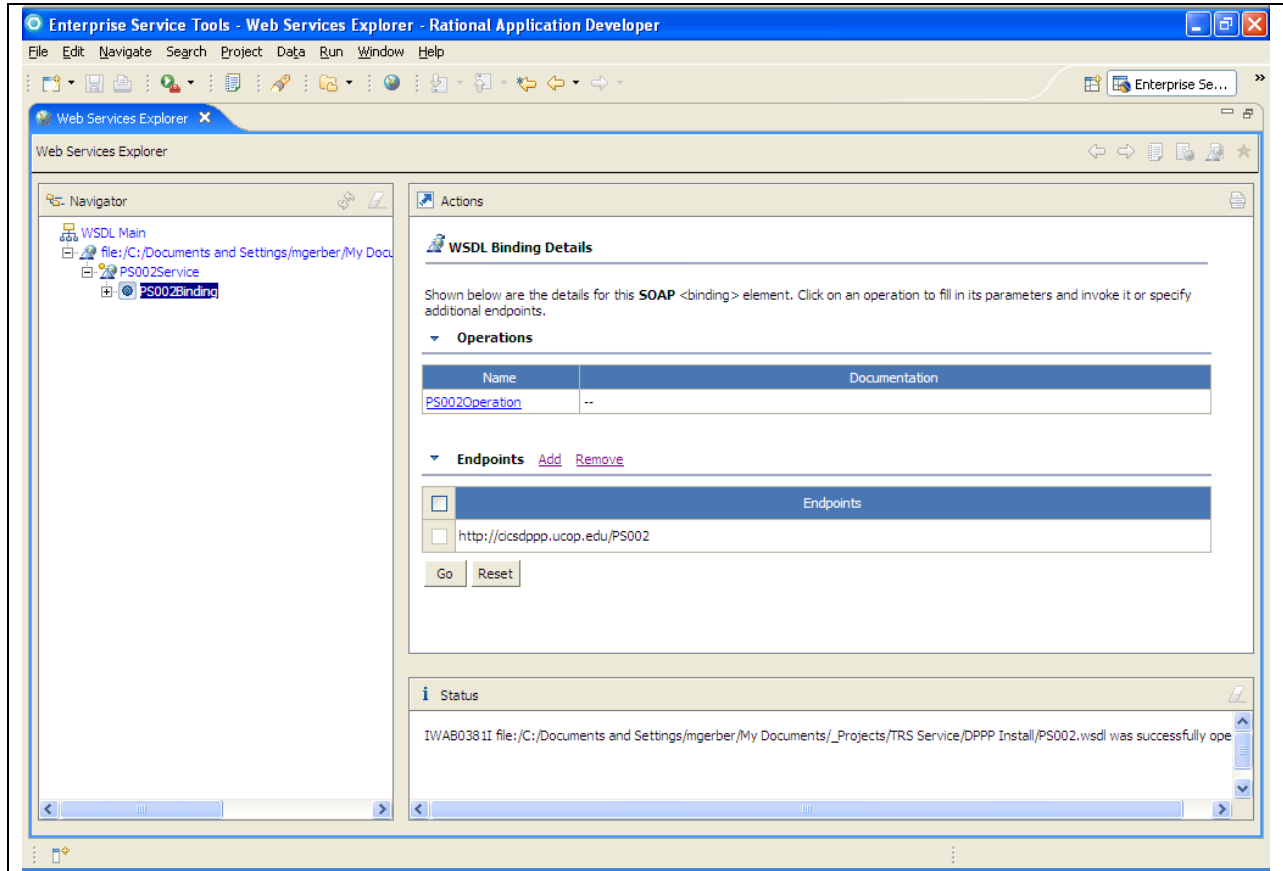 Enterprise Service Tools - Web Services Explorer - Rational Application Developer
File Edit Navigate Search Project Data Run Window Help
Enterprise Se... »
Web Services Explorer
Web Services Explorer
Navigator
WSDL Main
file:/C:/Documents and Settings/mgerber/My Docu
PS002Service
PS002Binding
Actions
WSDL Binding Details
Shown below are the details for this SOAP <binding> element. Click on an operation to fill in its parameters and invoke it or specify
additional endpoints.
Operations
Name Documentation
PS002Operation --
Endpoints Add Remove
Endpoints
http://cicsdppp.ucop.edu/PS002
Go Reset
i Status
IWAB0381I file:/C:/Documents and Settings/mgerber/My Documents/_Projects/TRS Service/DPPP Install/PS002.wsdl was successfully ope